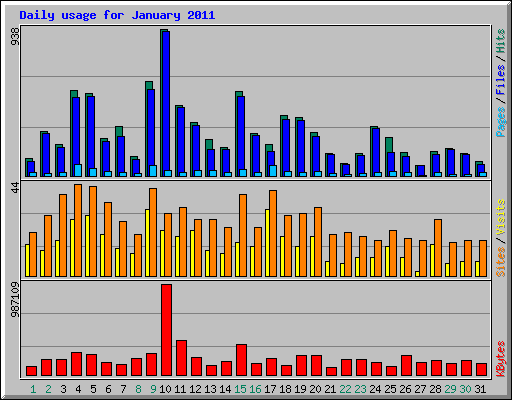 Daily usage for January 2011
938
Pages / Files / Hits
44
Sites / Visits
987109
KBytes
1 2 3 4 5 6 7 8 9 10 11 12 13 14 15 16 17 18 19 20 21 22 23 24 25 26 27 28 29 30 31